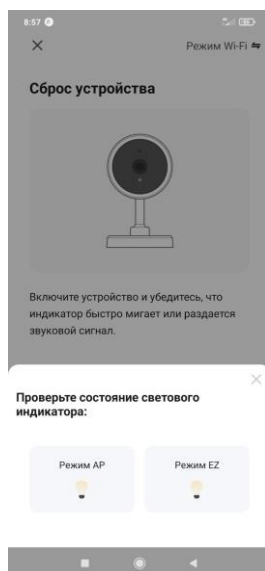 8:57
Режим Wi-Fi
Сброс устройства
Включите устройство и убедитесь, что
индикатор быстро мигает или раздается
звуковой сигнал.
Проверьте состояние светового
индикатора:
Режим AP
Режим EZ